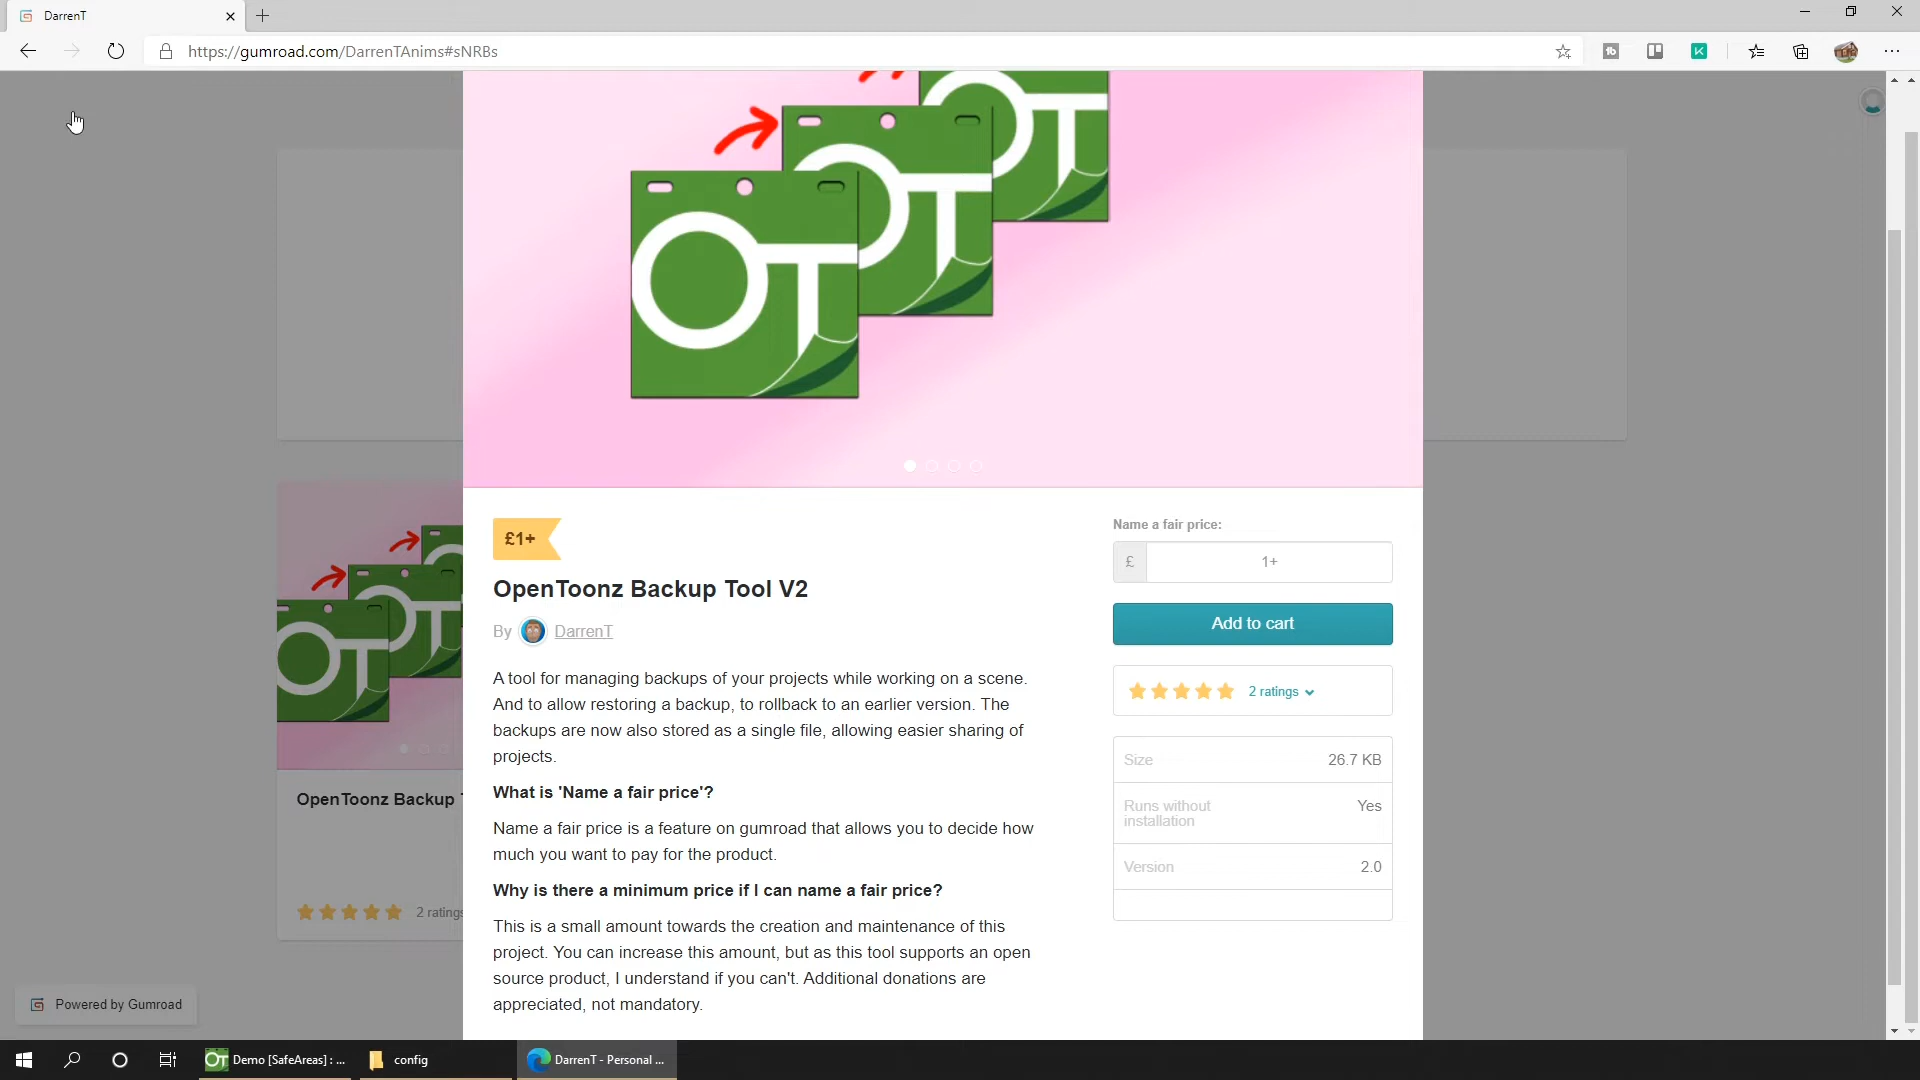 DarrenT
https://gumroad.com/DarrenTAnims#sNRBs
OT
OT
OT
£1+
OpenToonz Backup Tool V2
By DarrenT
A tool for managing backups of your projects while working on a scene.
And to allow restoring a backup, to rollback to an earlier version. The
backups are now also stored as a single file, allowing easier sharing of
projects.
What is 'Name a fair price'?
Name a fair price is a feature on gumroad that allows you to decide how
much you want to pay for the product.
Why is there a minimum price if I can name a fair price?
This is a small amount towards the creation and maintenance of this
project. You can increase this amount, but as this tool supports an open
source product, I understand if you can't. Additional donations are
appreciated, not mandatory.
Name a fair price:
£ 1+
Add to cart
2 ratings
Size 26.7 KB
Runs without Yes
installation
Version 2.0
OT
OT
OpenToonz Backup
2 ratings
Powered by Gumroad
OT Demo [SafeAreas] : ...
config
DarrenT - Personal ...